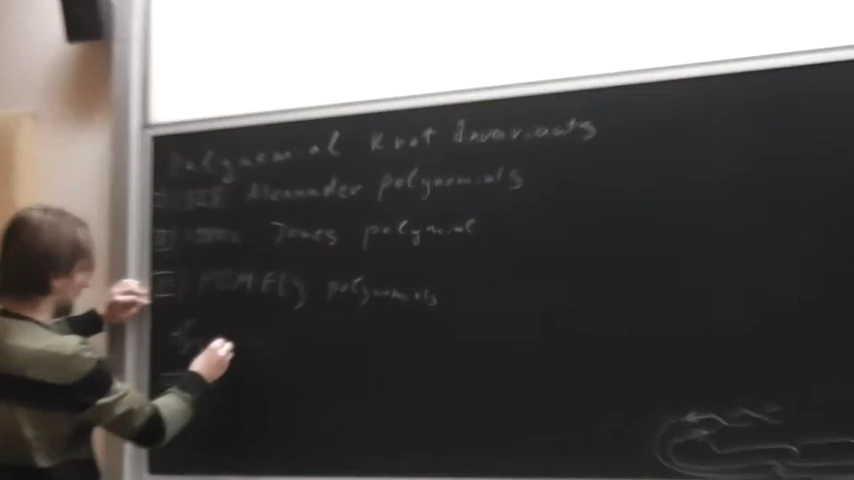 Polynomial Knot Invariants
Alexander polynomials
Jones polynomial
HOMFLY polynomials